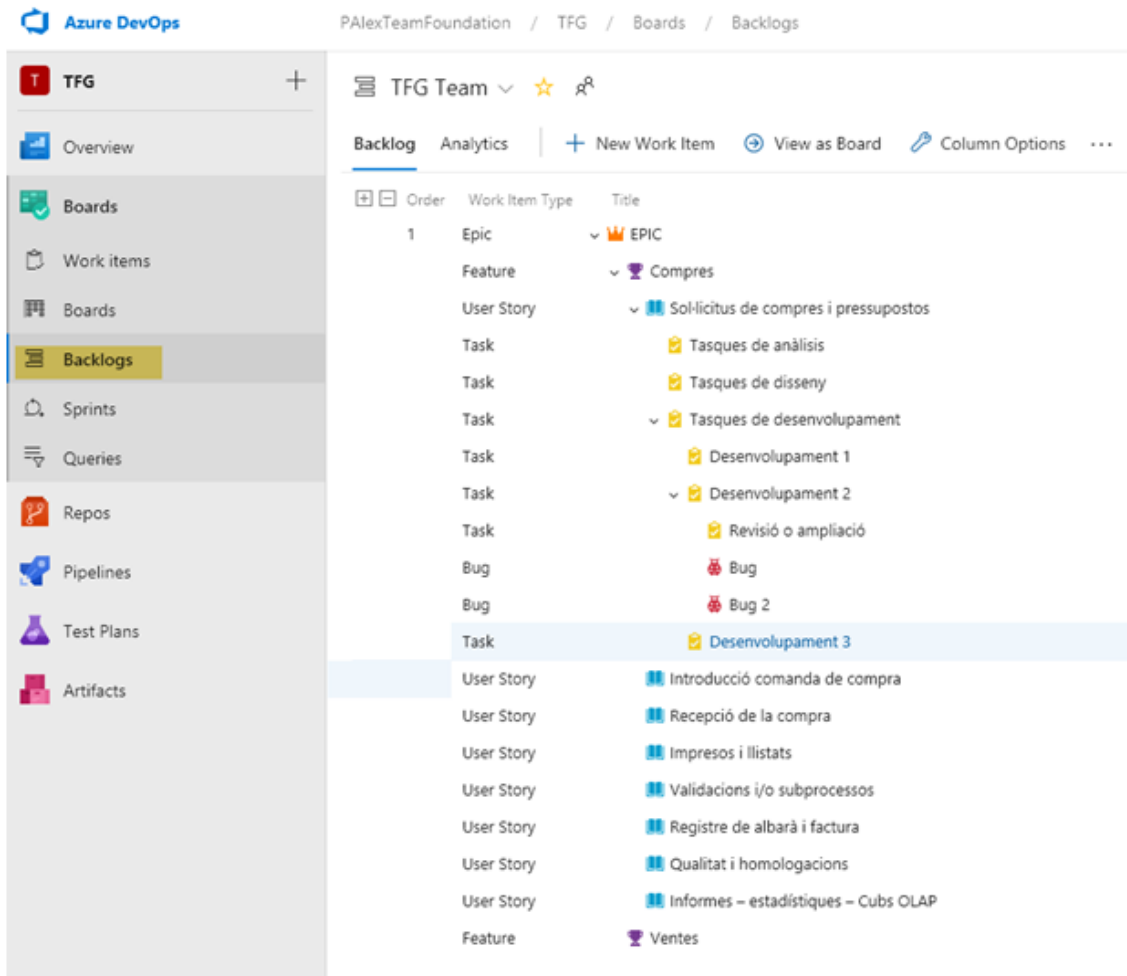 Azure DevOps
PAlexTeamFoundation / TFG / Boards / Backlogs
T TFG
TFG Team
Overview
Backlog Analytics New Work Item View as Board Column Options ...
Boards
Order Work Item Type Title
1 Epic EPIC
Work items
Feature Compres
Boards
User Story Sol·licitus de compres i pressupostos
Backlogs
Task Tasques de anàlisis
Task Tasques de disseny
Sprints
Task Tasques de desenvolupament
Queries
Task Desenvolupament 1
Task Desenvolupament 2
Repos
Task Revisió o ampliació
Pipelines
Bug Bug
Bug Bug 2
Test Plans
Task Desenvolupament 3
Artifacts
User Story Introducció comanda de compra
User Story Recepció de la compra
User Story Impresos i llistats
User Story Validacions i/o subprocessos
User Story Registre de albarà i factura
User Story Qualitat i homologacions
User Story Informes – estadístiques – Cubs OLAP
Feature Ventes